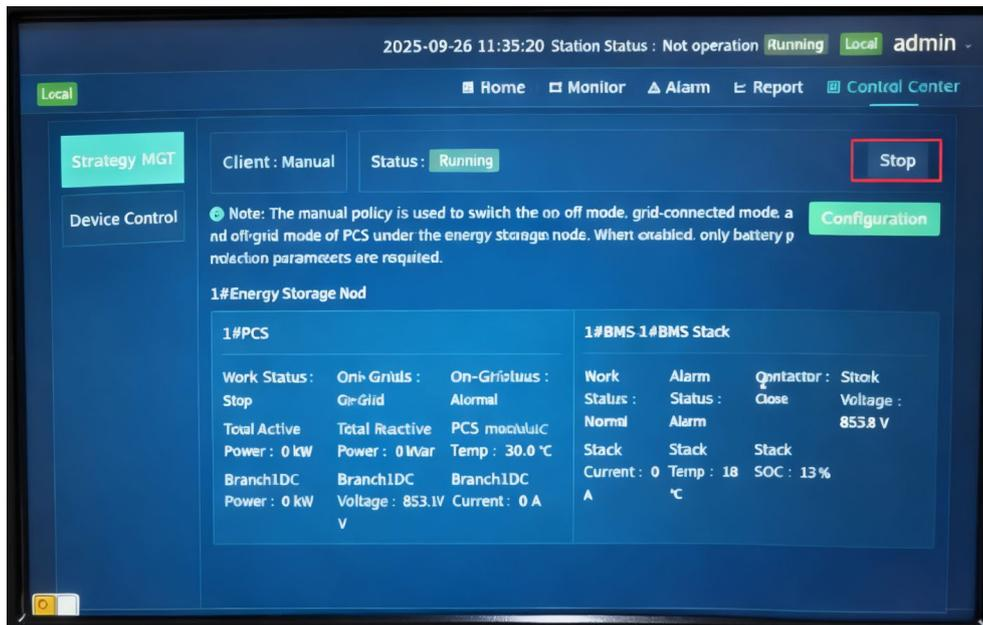 2025-09-26 11:35:20 Station Status : Not operation Running Local admin
Local
Home Monitor Alarm Report Control Center
Strategy MGT
Device Control
Client : Manual
Status : Running
Stop
Note: The manual policy is used to switch the on off mode, grid-connected mode, a
nd off-grid mode of PCS under the energy storage node. When enabled, only battery p
parameters are required.
Configuration
1#Energy Storage Nod
1#PCS
Work Status :
Stop
Total Active
Power : 0 kW
Total Reactive
Power : 0 kvar
PCS
Temp : 30.0 ℃
Branch1DC
Power : 0 kW
Branch1DC
Voltage : 853.1V
V
Branch1DC
Current : 0 A
1#BMS-1#BMS Stack
Work
Status :
Normal
Alarm
Status :
Alarm
Contactor :
Close
Stack
Voltage :
853.8 V
Stack
Current : 0
A
Stack
Temp : 18
℃
Stack
SOC : 13 %